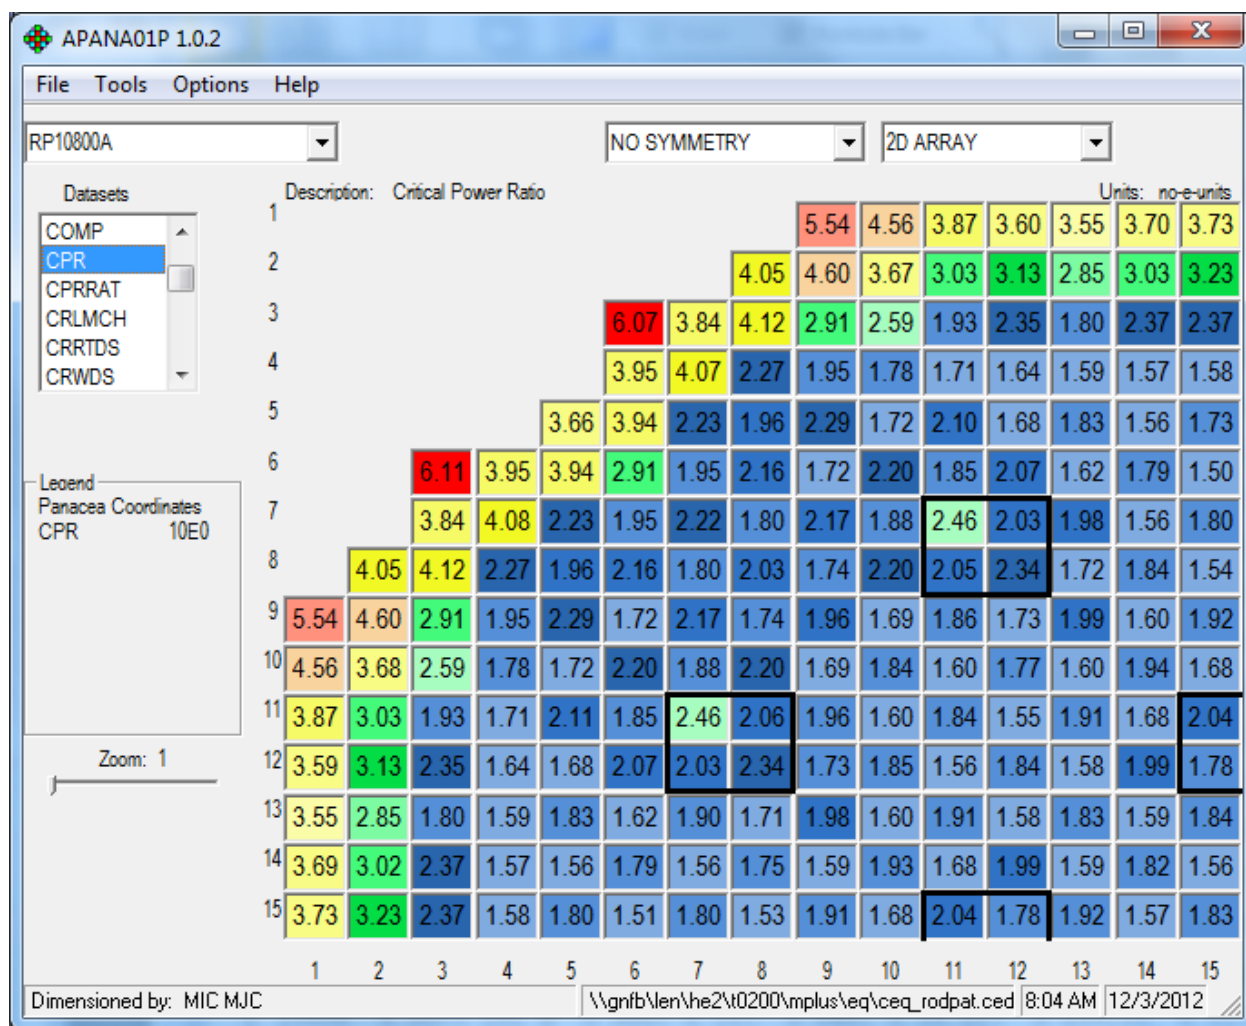 APANA01P 1.0.2
File Tools Options Help
RP10800A NO SYMMETRY 2D ARRAY
Datasets
COMP
CPR
CPRRAT
CRLMCH
CRRTDS
CRWDS
Legend
Panacea Coordinates
CPR 10E0
Zoom: 1
Description: Critical Power Ratio Units: no-e-units
1 5.54 4.56 3.87 3.60 3.55 3.70 3.73
2 4.05 4.60 3.67 3.03 3.13 2.85 3.03 3.23
3 6.07 3.84 4.12 2.91 2.59 1.93 2.35 1.80 2.37 2.37
4 3.95 4.07 2.27 1.95 1.78 1.71 1.64 1.59 1.57 1.58
5 3.66 3.94 2.23 1.96 2.29 1.72 2.10 1.68 1.83 1.56 1.73
6 6.11 3.95 3.94 2.91 1.95 2.16 1.72 2.20 1.85 2.07 1.62 1.79 1.50
7 3.84 4.08 2.23 1.95 2.22 1.80 2.17 1.88 2.46 2.03 1.98 1.56 1.80
8 4.05 4.12 2.27 1.96 2.16 1.80 2.03 1.74 2.20 2.05 2.34 1.72 1.84 1.54
9 5.54 4.60 2.91 1.95 2.29 1.72 2.17 1.74 1.96 1.69 1.86 1.73 1.99 1.60 1.92
10 4.56 3.68 2.59 1.78 1.72 2.20 1.88 2.20 1.69 1.84 1.60 1.77 1.60 1.94 1.68
11 3.87 3.03 1.93 1.71 2.11 1.85 2.46 2.06 1.96 1.60 1.84 1.55 1.91 1.68 2.04
12 3.59 3.13 2.35 1.64 1.68 2.07 2.03 2.34 1.73 1.85 1.56 1.84 1.58 1.99 1.78
13 3.55 2.85 1.80 1.59 1.83 1.62 1.90 1.71 1.98 1.60 1.91 1.58 1.83 1.59 1.84
14 3.69 3.02 2.37 1.57 1.56 1.79 1.56 1.75 1.59 1.93 1.68 1.99 1.59 1.82 1.56
15 3.73 3.23 2.37 1.58 1.80 1.51 1.80 1.53 1.91 1.68 2.04 1.78 1.92 1.57 1.83
1 2 3 4 5 6 7 8 9 10 11 12 13 14 15
Dimensioned by: MIC MJC \\gnfb\len\he2\t0200\mplus\eq\ceq_rodpat.ced 8:04 AM 12/3/2012